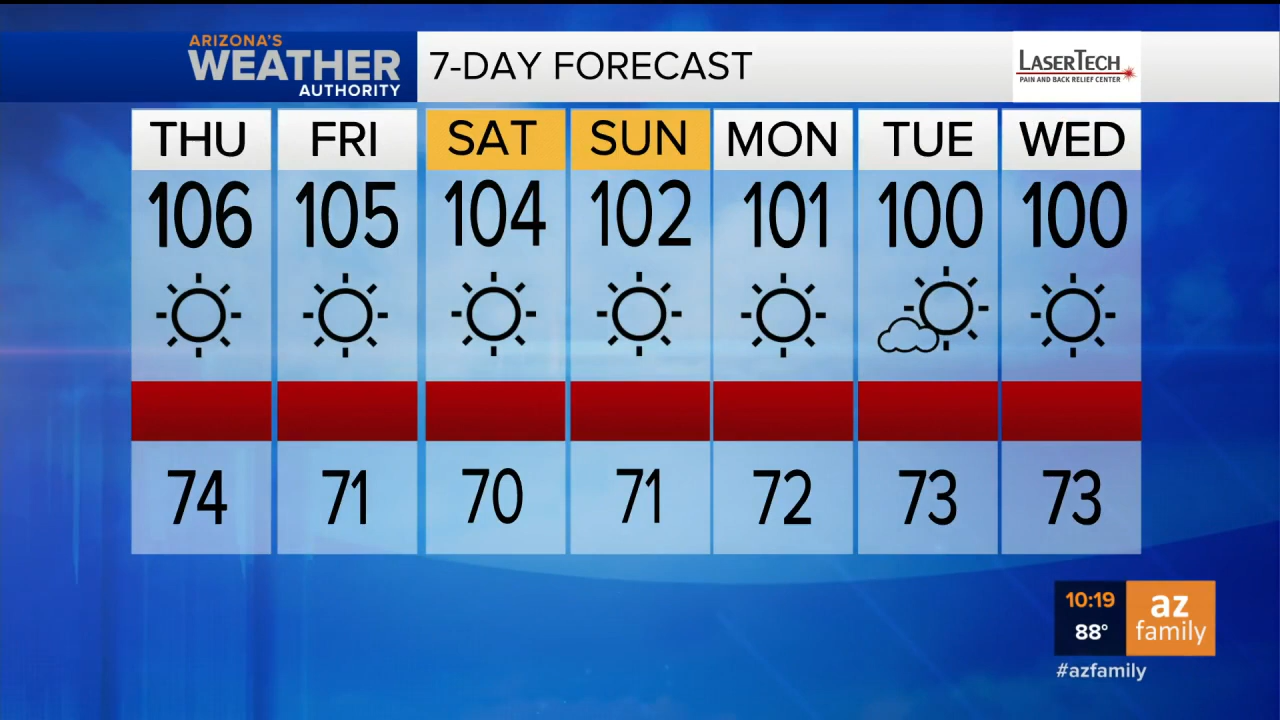 ARIZONA'S
WEATHER
AUTHORITY
7-DAY FORECAST
LASERTECH
PAIN AND BACK RELIEF CENTER
THU FRI SAT SUN MON TUE WED
106 105 104 102 101 100 100
74 71 70 71 72 73 73
10:19
88°
az
family
#azfamily